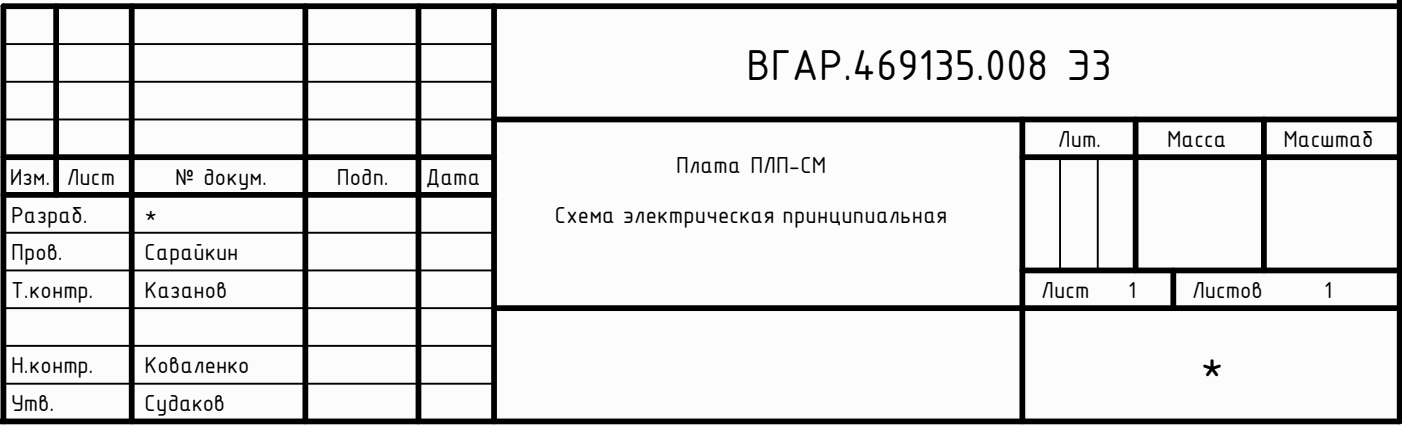 ВГАР.469135.008 ЭЗ
Лит. Масса Масштаб
Плата ПЛП-СМ
Изм. Лист № докум. Подп. Дата
Схема электрическая принципиальная
Разраб. *
Пров. Сарайкин
Т.контр. Казанов
Лист 1 Листов 1
Н.контр. Коваленко
*
Утв. Судаков